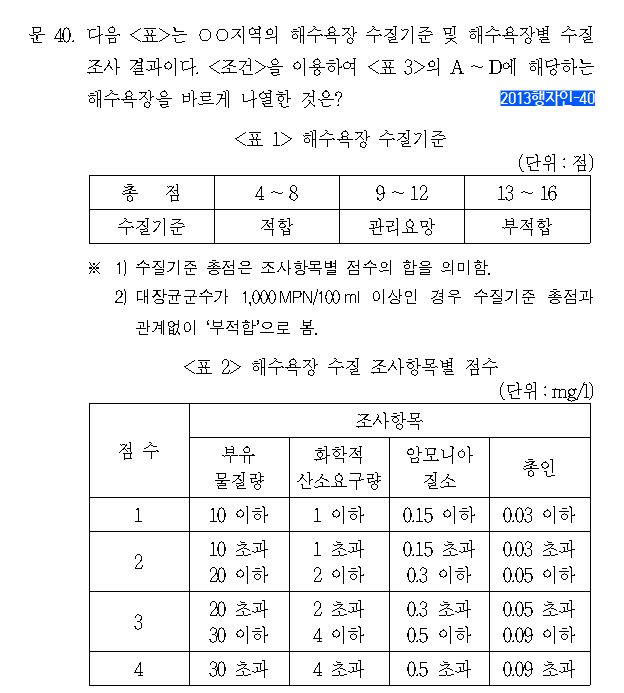 문 40. 다음 <표>는 ○○지역의 해수욕장 수질기준 및 해수욕장별 수질
조사 결과이다. <조건>을 이용하여 <표 3>의 A ~ D에 해당하는
해수욕장을 바르게 나열한 것은? 2013행자인-40
<표 1> 해수욕장 수질기준
(단위 : 점)
총 점 4 ~ 8 9 ~ 12 13 ~ 16
수질기준 적합 관리요망 부적합
※ 1) 수질기준 총점은 조사항목별 점수의 합을 의미함.
2) 대장균군수가 1,000 MPN/100 ml 이상인 경우 수질기준 총점과
관계없이 '부적합'으로 봄.
<표 2> 해수욕장 수질 조사항목별 점수
(단위 : mg/l)
점 수 조사항목
부유 물질량 화학적 산소요구량 암모니아 질소 총인
1 10 이하 1 이하 0.15 이하 0.03 이하
2 10 초과 20 이하 1 초과 2 이하 0.15 초과 0.3 이하 0.03 초과 0.05 이하
3 20 초과 30 이하 2 초과 4 이하 0.3 초과 0.5 이하 0.05 초과 0.09 이하
4 30 초과 4 초과 0.5 초과 0.09 초과